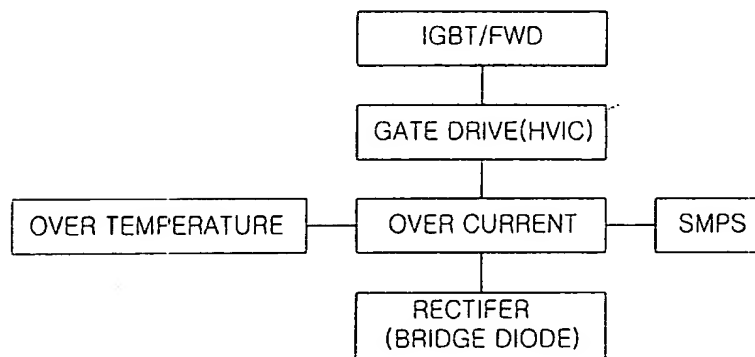 IGBT/FWD
GATE DRIVE(HVIC)
OVER TEMPERATURE
OVER CURRENT
SMPS
RECTIFER
(BRIDGE DIODE)